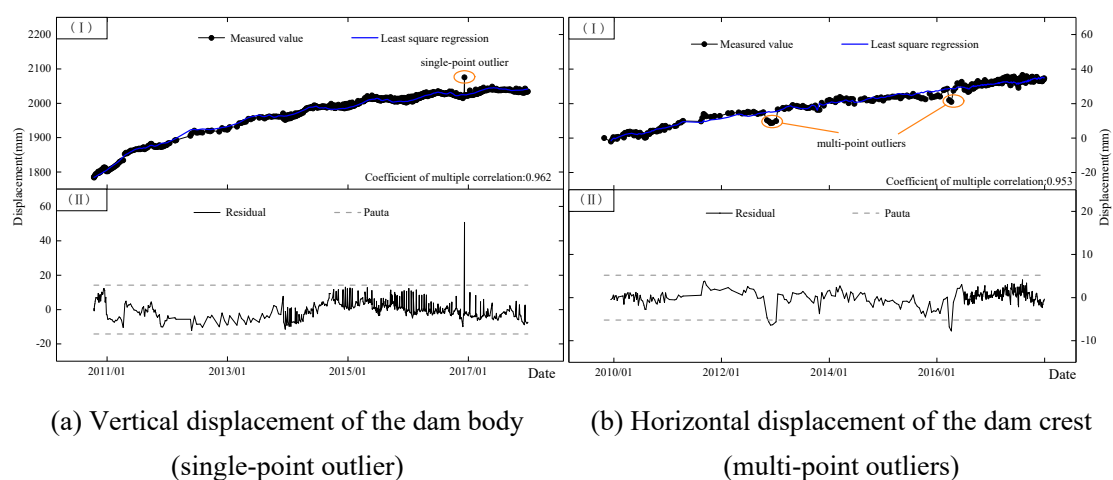 (Ⅰ)
Measured value
Least square regression
single-point outlier
2200
2100
2000
1900
1800
Coefficient of multiple correlation:0.962
Displacement(mm)
(Ⅱ)
Residual
Pauta
60
40
20
0
-20
2011/01
2013/01
2015/01
2017/01
Date
(Ⅰ)
Measured value
Least square regression
multi-point outliers
60
40
20
0
-20
Coefficient of multiple correlation:0.953
Displacement(mm)
(Ⅱ)
Residual
Pauta
20
10
0
-10
2010/01
2012/01
2014/01
2016/01
Date
(a) Vertical displacement of the dam body
(single-point outlier)
(b) Horizontal displacement of the dam crest
(multi-point outliers)